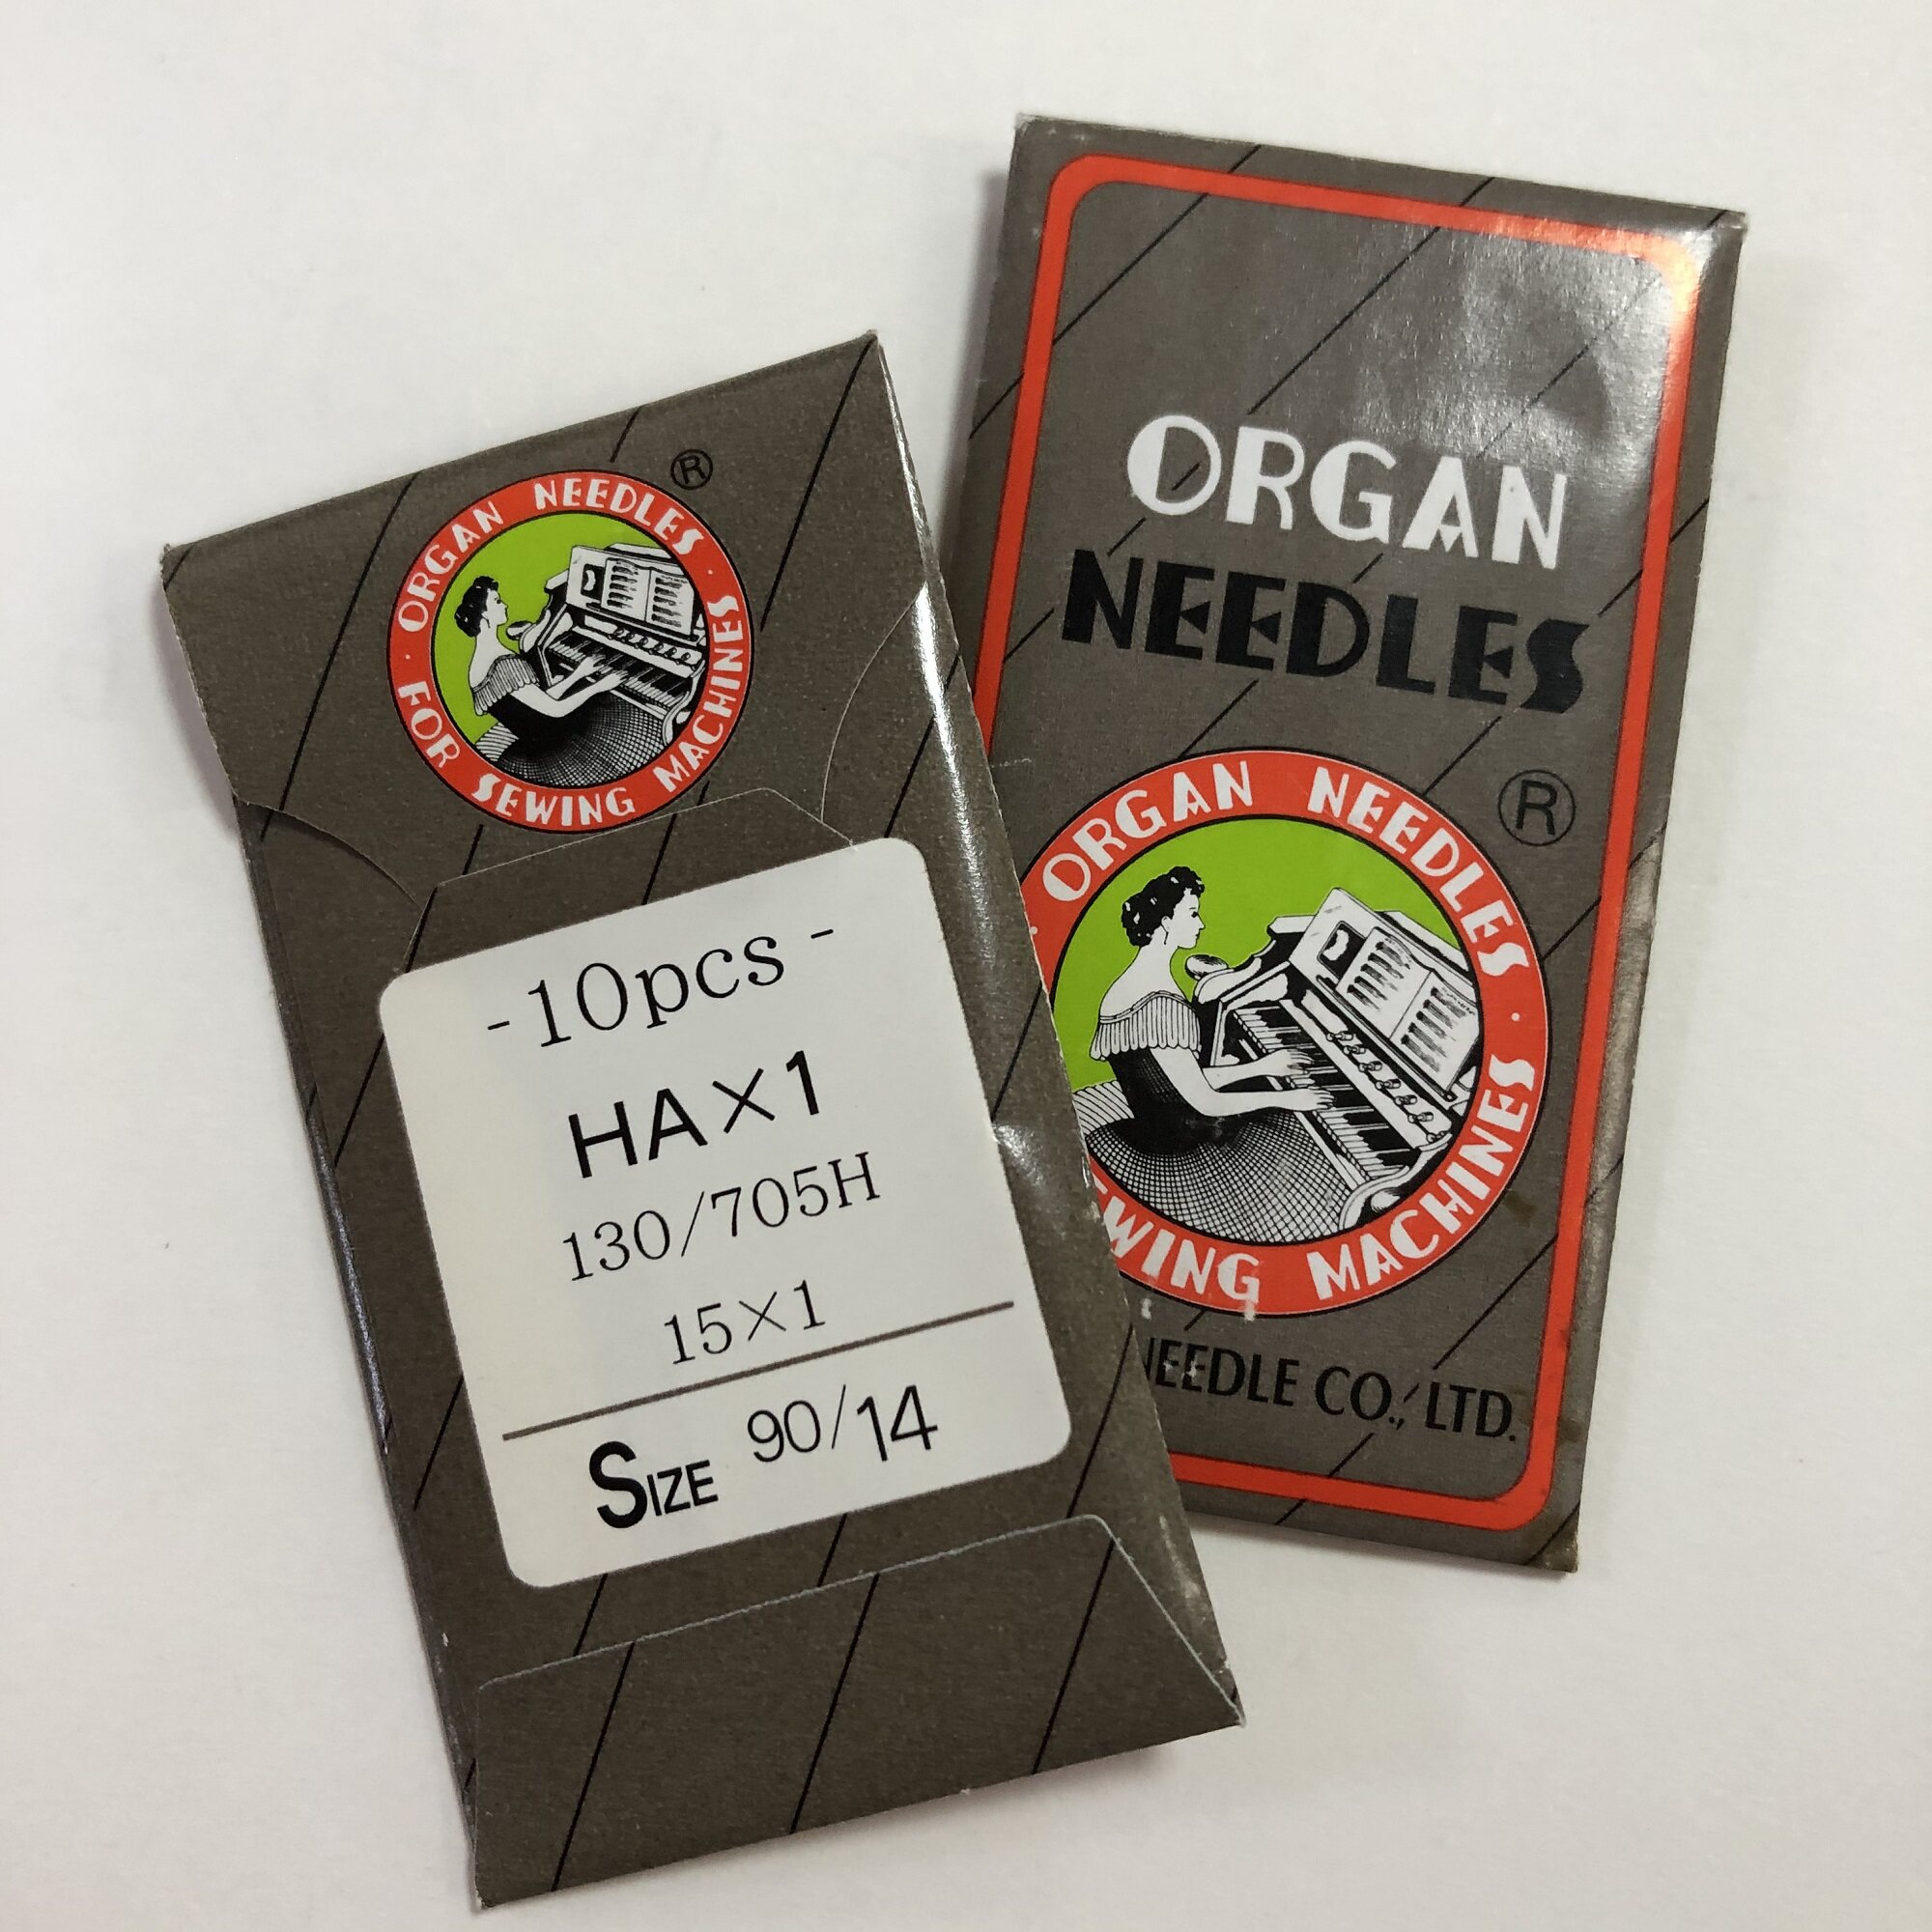 ORGAN NEEDLES · FOR SEWING MACHINES ·
®
-10pcs-
HA×1
130/705H
15×1
SIZE 90/14
ORGAN
NEEDLES
®
· ORGAN NEEDLES ·
MACHINES
NEEDLE CO., LTD.